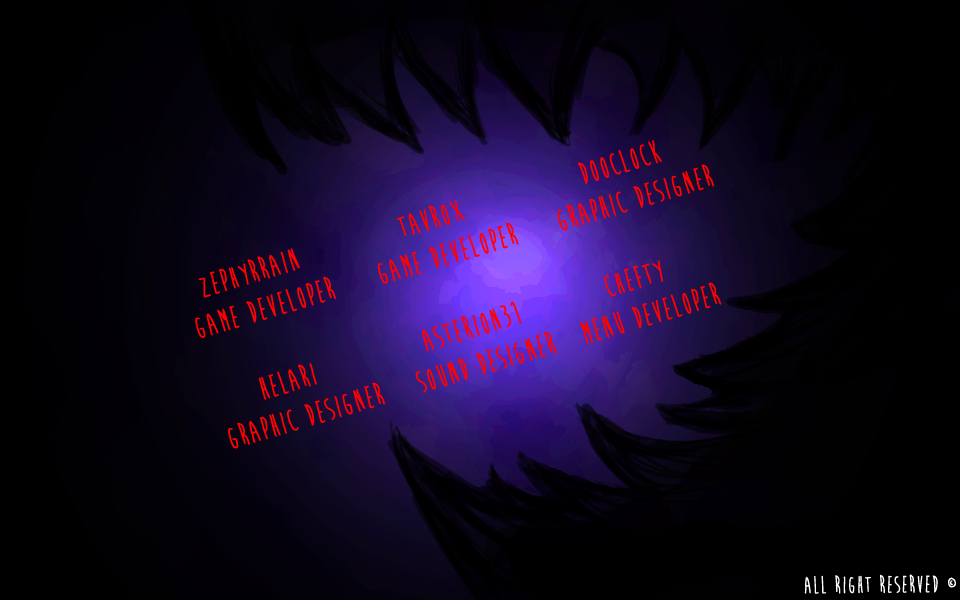 DOOCLOCK
GRAPHIC DESIGNER
TAVROX
GAME DEVELOPER
ZEPHYRRAIN
GAME DEVELOPER
CHEFTY
MENU DEVELOPER
ASTERION31
SOUND DESIGNER
HELARI
GRAPHIC DESIGNER
ALL RIGHT RESERVED ©